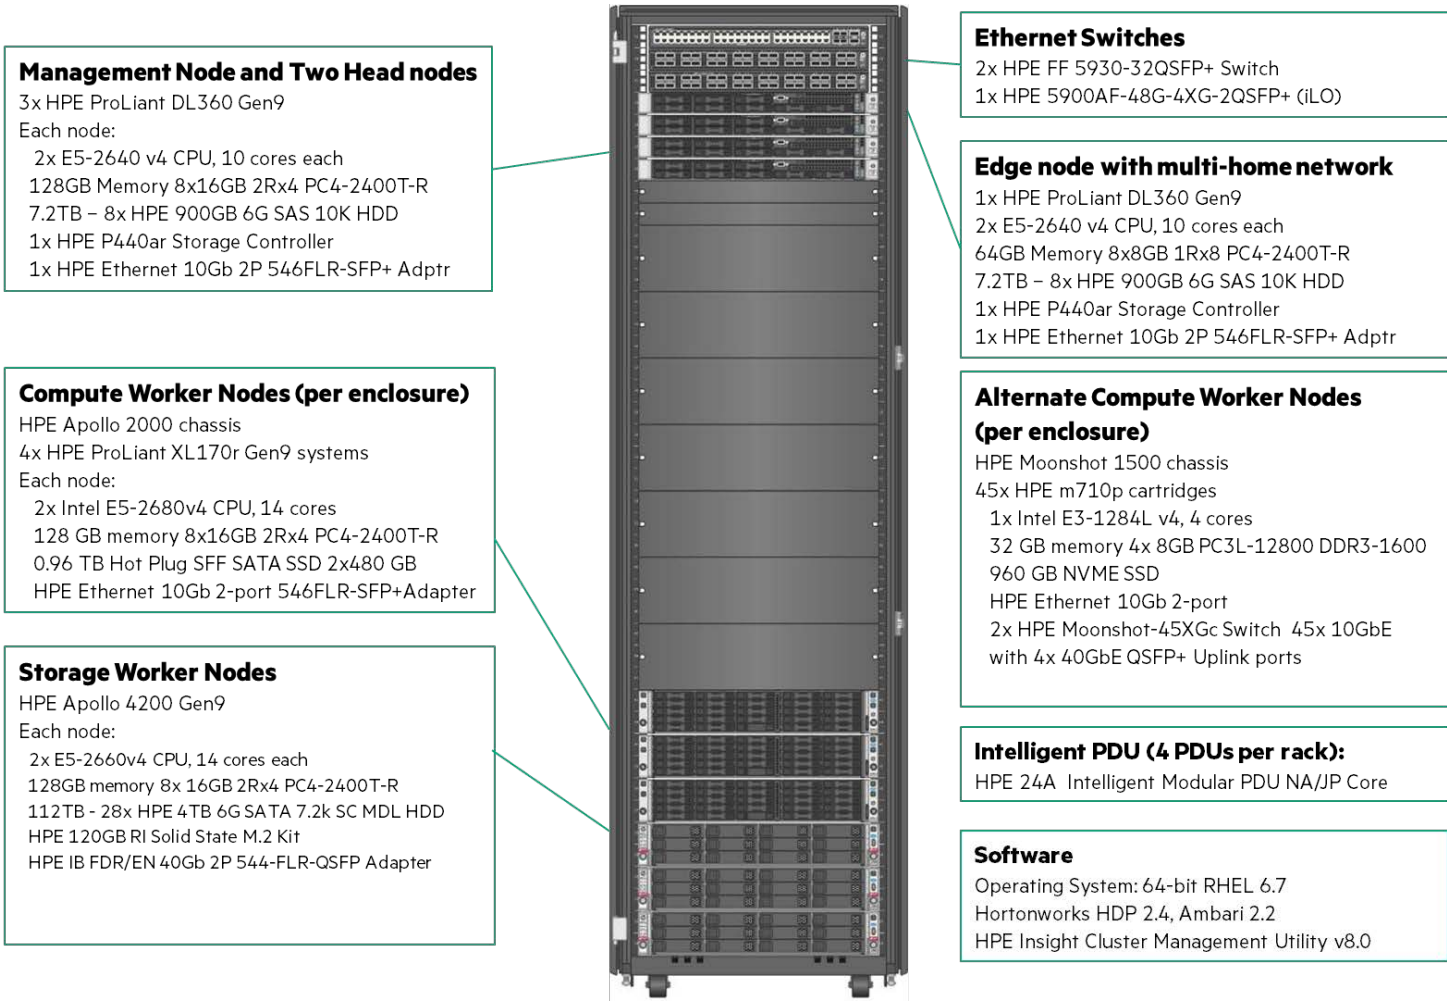 Management Node and Two Head nodes
3x HPE ProLiant DL360 Gen9
Each node:
2x E5-2640 v4 CPU, 10 cores each
128GB Memory 8x16GB 2Rx4 PC4-2400T-R
7.2TB – 8x HPE 900GB 6G SAS 10K HDD
1x HPE P440ar Storage Controller
1x HPE Ethernet 10Gb 2P 546FLR-SFP+ Adptr
Compute Worker Nodes (per enclosure)
HPE Apollo 2000 chassis
4x HPE ProLiant XL170r Gen9 systems
Each node:
2x Intel E5-2680v4 CPU, 14 cores
128 GB memory 8x16GB 2Rx4 PC4-2400T-R
0.96 TB Hot Plug SFF SATA SSD 2x480 GB
HPE Ethernet 10Gb 2-port 546FLR-SFP+Adapter
Storage Worker Nodes
HPE Apollo 4200 Gen9
Each node:
2x E5-2660v4 CPU, 14 cores each
128GB memory 8x 16GB 2Rx4 PC4-2400T-R
112TB - 28x HPE 4TB 6G SATA 7.2k SC MDL HDD
HPE 120GB RI Solid State M.2 Kit
HPE IB FDR/EN 40Gb 2P 544-FLR-QSFP Adapter
Ethernet Switches
2x HPE FF 5930-32QSFP+ Switch
1x HPE 5900AF-48G-4XG-2QSFP+ (iLO)
Edge node with multi-home network
1x HPE ProLiant DL360 Gen9
2x E5-2640 v4 CPU, 10 cores each
64GB Memory 8x8GB 1Rx8 PC4-2400T-R
7.2TB – 8x HPE 900GB 6G SAS 10K HDD
1x HPE P440ar Storage Controller
1x HPE Ethernet 10Gb 2P 546FLR-SFP+ Adptr
Alternate Compute Worker Nodes
(per enclosure)
HPE Moonshot 1500 chassis
45x HPE m710p cartridges
1x Intel E3-1284L v4, 4 cores
32 GB memory 4x 8GB PC3L-12800 DDR3-1600
960 GB NVME SSD
HPE Ethernet 10Gb 2-port
2x HPE Moonshot-45XGc Switch 45x 10GbE
with 4x 40GbE QSFP+ Uplink ports
Intelligent PDU (4 PDUs per rack):
HPE 24A Intelligent Modular PDU NA/JP Core
Software
Operating System: 64-bit RHEL 6.7
Hortonworks HDP 2.4, Ambari 2.2
HPE Insight Cluster Management Utility v8.0